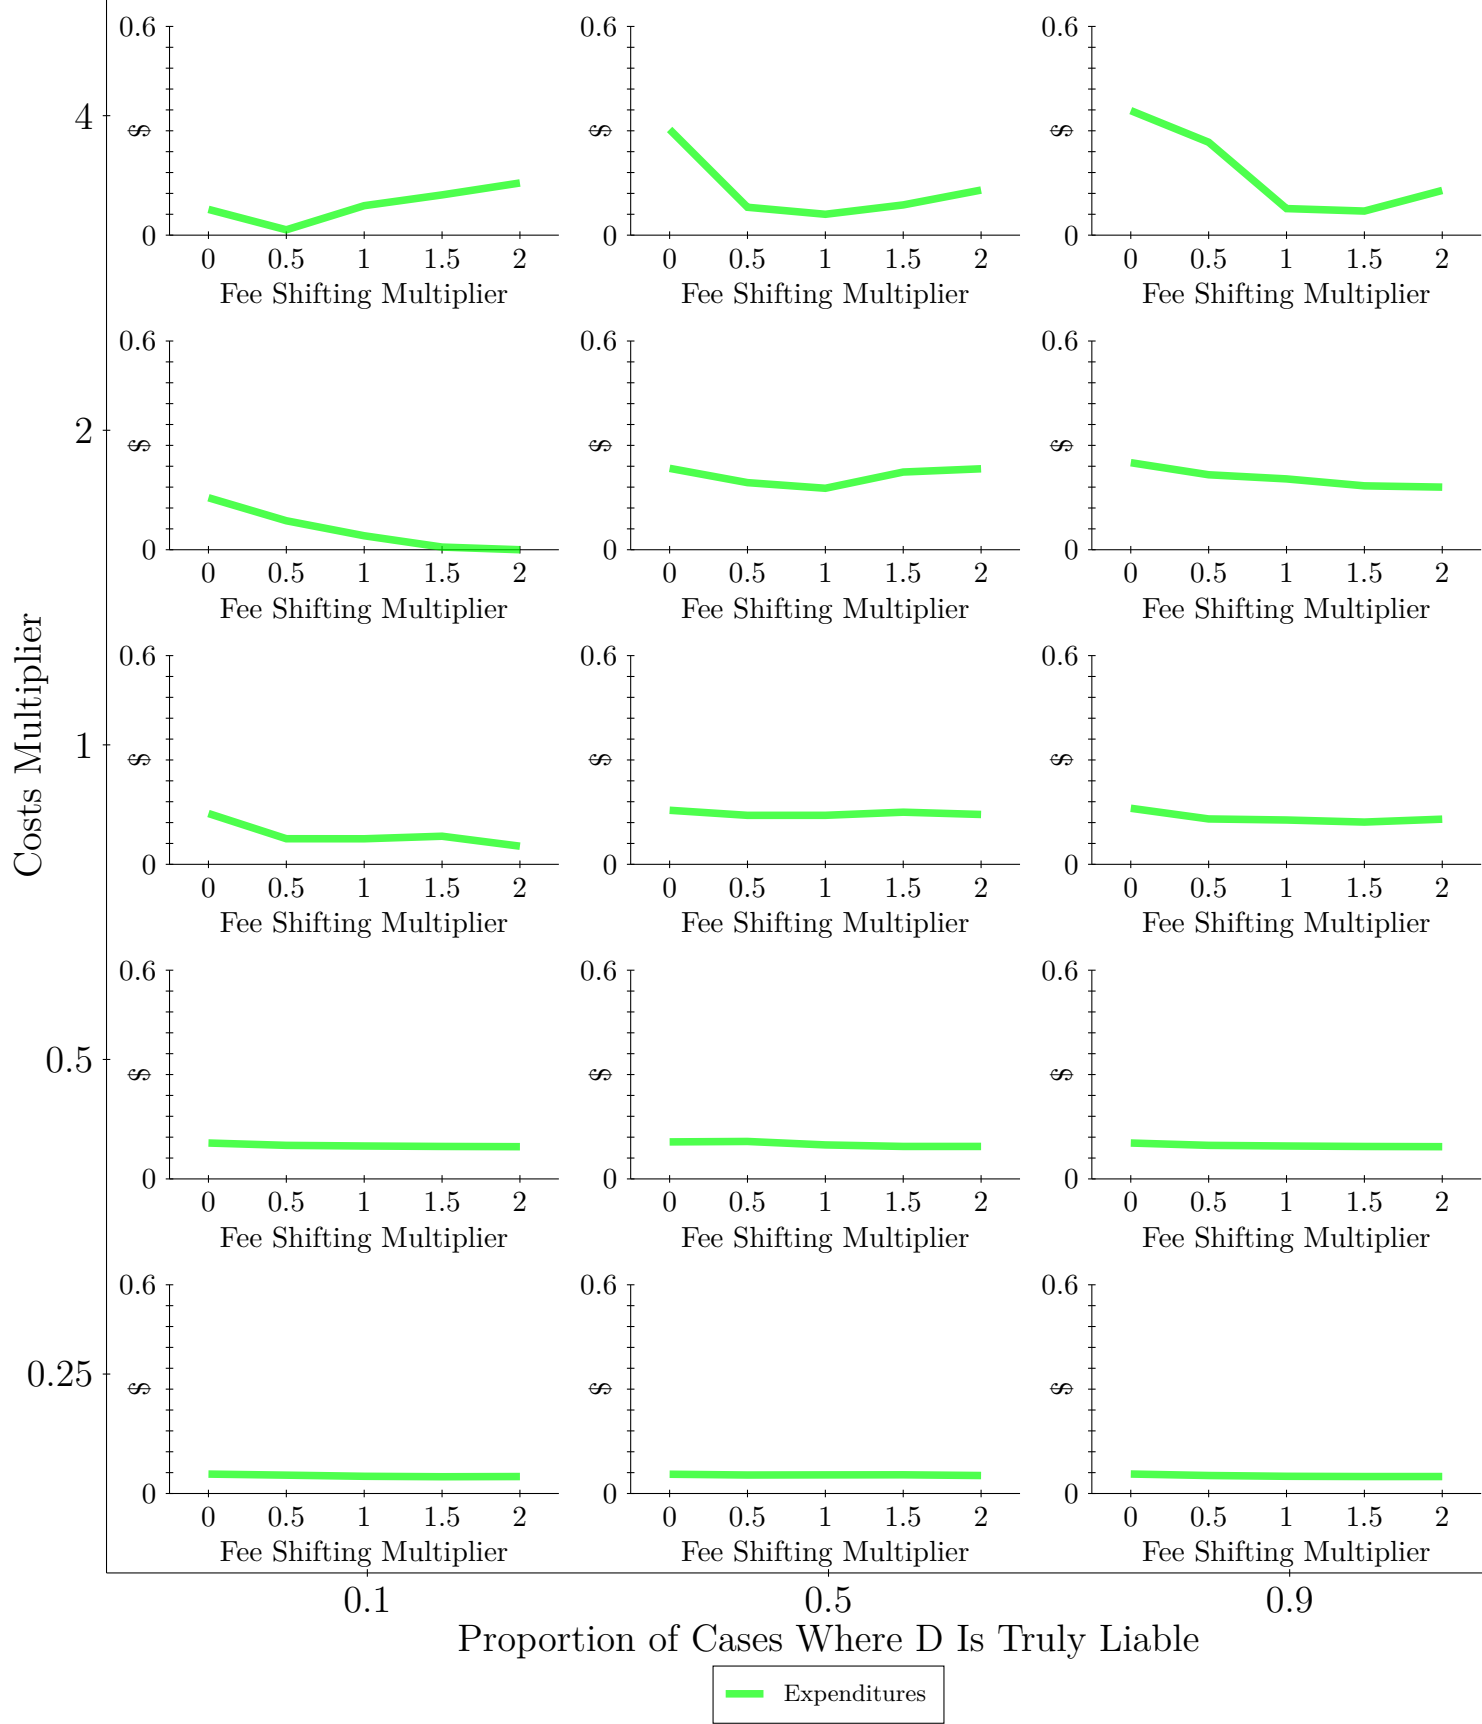 0.6 0.6 0.6
4 $ $ $
0 0 0
0 0.5 1 1.5 2 0 0.5 1 1.5 2 0 0.5 1 1.5 2
Fee Shifting Multiplier Fee Shifting Multiplier Fee Shifting Multiplier
0.6 0.6 0.6
2 $ $ $
0 0 0
0 0.5 1 1.5 2 0 0.5 1 1.5 2 0 0.5 1 1.5 2
Fee Shifting Multiplier Fee Shifting Multiplier Fee Shifting Multiplier
Costs Multiplier
0.6 0.6 0.6
1 $ $ $
0 0 0
0 0.5 1 1.5 2 0 0.5 1 1.5 2 0 0.5 1 1.5 2
Fee Shifting Multiplier Fee Shifting Multiplier Fee Shifting Multiplier
0.6 0.6 0.6
0.5 $ $ $
0 0 0
0 0.5 1 1.5 2 0 0.5 1 1.5 2 0 0.5 1 1.5 2
Fee Shifting Multiplier Fee Shifting Multiplier Fee Shifting Multiplier
0.6 0.6 0.6
0.25 $ $ $
0 0 0
0 0.5 1 1.5 2 0 0.5 1 1.5 2 0 0.5 1 1.5 2
Fee Shifting Multiplier Fee Shifting Multiplier Fee Shifting Multiplier
0.1 0.5 0.9
Proportion of Cases Where D Is Truly Liable
Expenditures